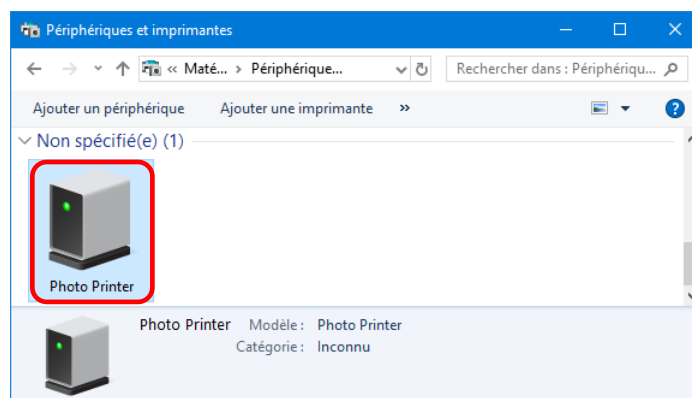 Périphériques et imprimantes
« Maté... › Périphérique...
Rechercher dans : Périphériqu...
Ajouter un périphérique Ajouter une imprimante »
Non spécifié(e) (1)
Photo Printer
Photo Printer Modèle : Photo Printer
Catégorie : Inconnu